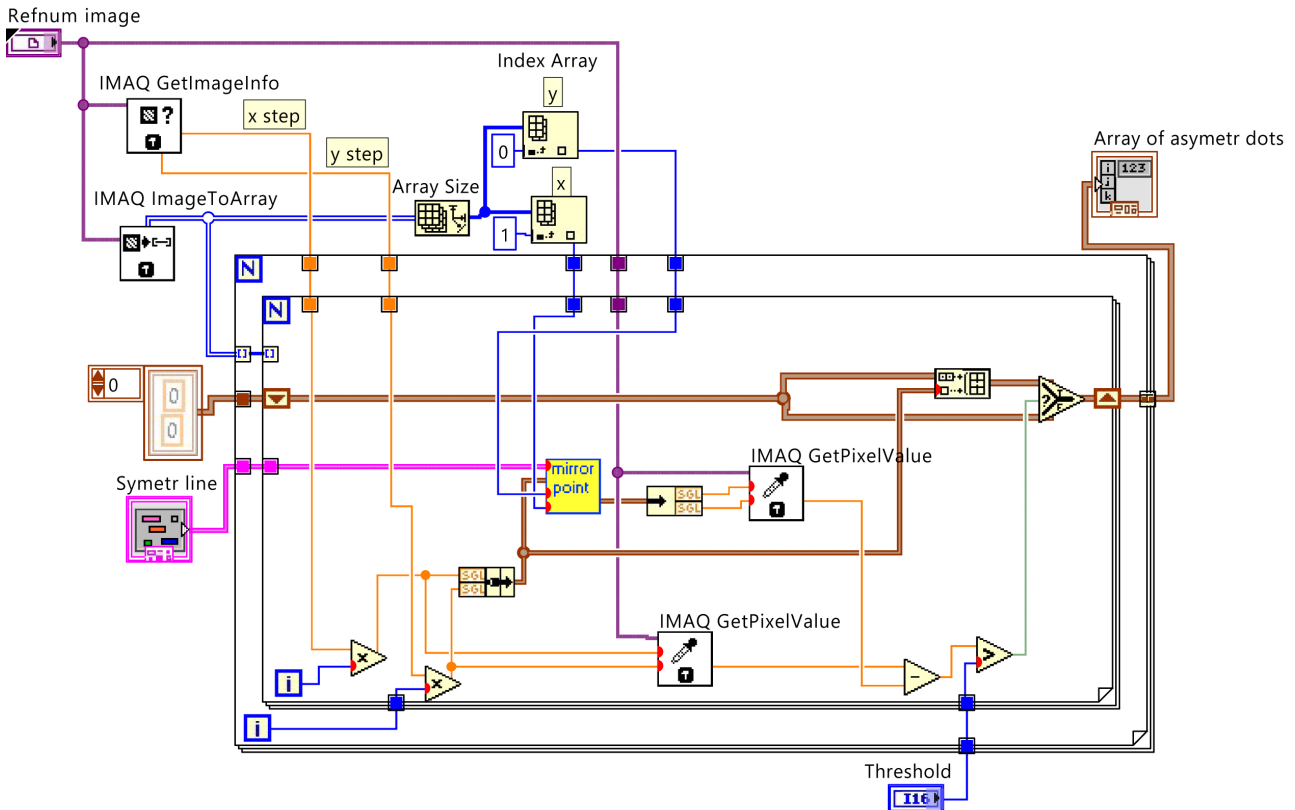 Refnum image
Index Array
IMAQ GetImageInfo
y
?
x step
0
Array of asymetr dots
y step
123
i
j
k
x
Array Size
IMAQ ImageToArray
1
N
N
0
0
0
?
T
F
mirror
point
IMAQ GetPixelValue
Symetr line
SGL
SGL
SGL
SGL
IMAQ GetPixelValue
x
>
i
x
-
i
Threshold
I16